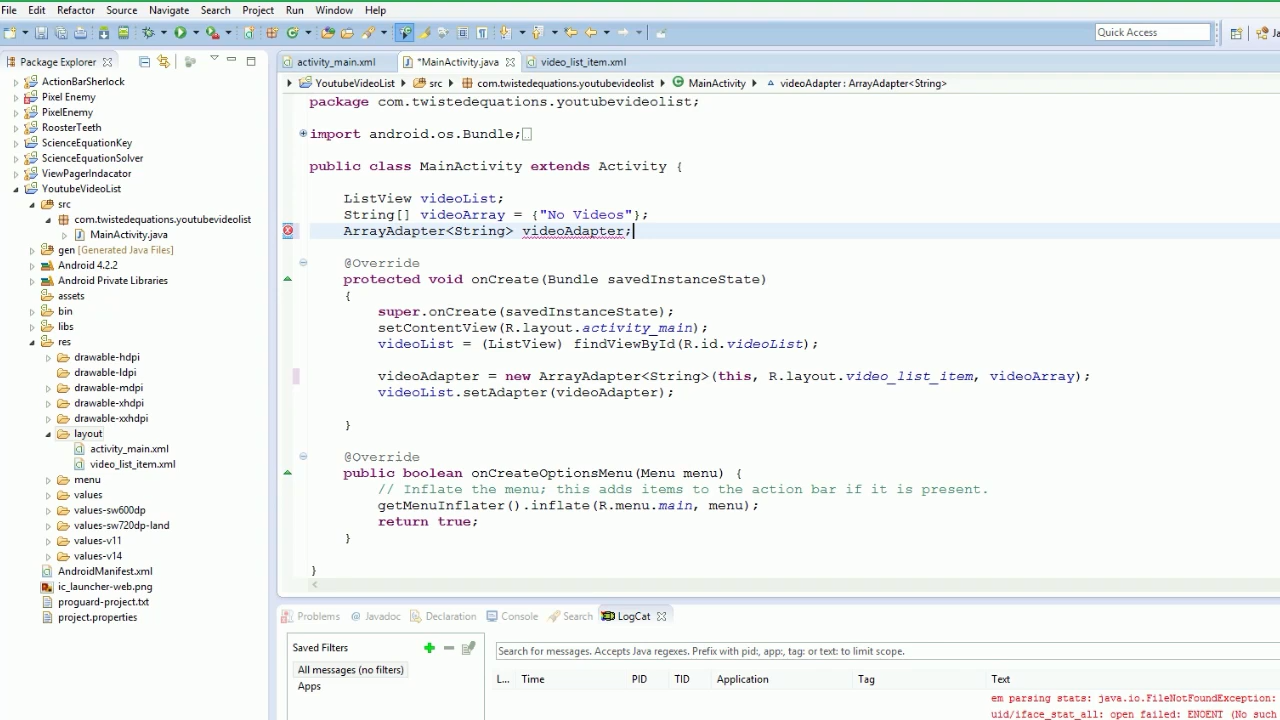 File Edit Refactor Source Navigate Search Project Run Window Help
Quick Access
Ja
Package Explorer
activity_main.xml *MainActivity.java video_list_item.xml
YoutubeVideoList src com.twistedequations.youtubevideolist MainActivity videoAdapter : ArrayAdapter<String>
ActionBarSherlock
Pixel Enemy
PixelEnemy
RoosterTeeth
ScienceEquationKey
ScienceEquationSolver
ViewPagerIndacator
YoutubeVideoList
src
com.twistedequations.youtubevideolist
MainActivity.java
gen [Generated Java Files]
Android 4.2.2
Android Private Libraries
assets
bin
libs
res
drawable-hdpi
drawable-ldpi
drawable-mdpi
drawable-xhdpi
drawable-xxhdpi
layout
activity_main.xml
video_list_item.xml
menu
values
values-sw600dp
values-sw720dp-land
values-v11
values-v14
AndroidManifest.xml
ic_launcher-web.png
proguard-project.txt
project.properties
package com.twistedequations.youtubevideolist;
import android.os.Bundle;
public class MainActivity extends Activity {
ListView videoList;
String[] videoArray = {"No Videos"};
ArrayAdapter<String> videoAdapter;
@Override
protected void onCreate(Bundle savedInstanceState)
{
super.onCreate(savedInstanceState);
setContentView(R.layout.activity_main);
videoList = (ListView) findViewById(R.id.videoList);
videoAdapter = new ArrayAdapter<String>(this, R.layout.video_list_item, videoArray);
videoList.setAdapter(videoAdapter);
}
@Override
public boolean onCreateOptionsMenu(Menu menu) {
// Inflate the menu; this adds items to the action bar if it is present.
getMenuInflater().inflate(R.menu.main, menu);
return true;
}
}
Problems @ Javadoc Declaration Console Search LogCat
Saved Filters
All messages (no filters)
Apps
Search for messages. Accepts Java regexes. Prefix with pid:, app:, tag: or text: to limit scope.
L... Time PID TID Application Tag Text
em parsing stats: java.io.FileNotFoundException:
uid/iface_stat_all: open failed: ENOENT (No such